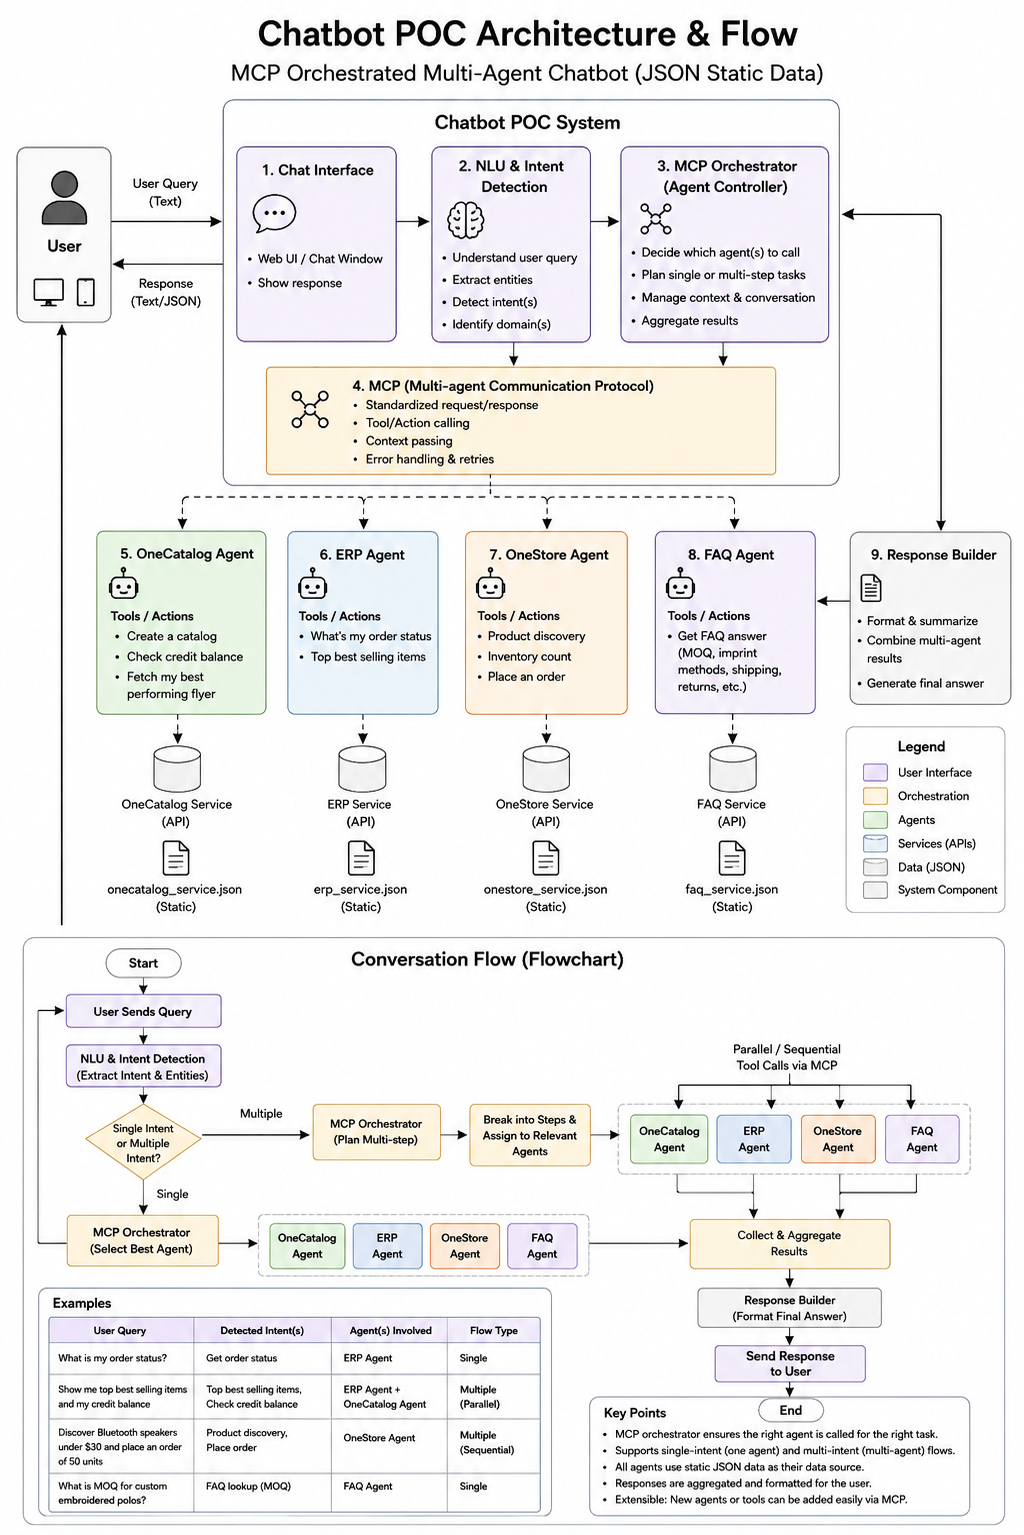 Chatbot POC Architecture & Flow
MCP Orchestrated Multi-Agent Chatbot (JSON Static Data)
Chatbot POC System
User
User Query
(Text)
Response
(Text/JSON)
1. Chat Interface
• Web UI / Chat Window
• Show response
2. NLU & Intent
Detection
• Understand user query
• Extract entities
• Detect intent(s)
• Identify domain(s)
3. MCP Orchestrator
(Agent Controller)
• Decide which agent(s) to call
• Plan single or multi-step tasks
• Manage context & conversation
• Aggregate results
4. MCP (Multi-agent Communication Protocol)
• Standardized request/response
• Tool/Action calling
• Context passing
• Error handling & retries
5. OneCatalog Agent
Tools / Actions
• Create a catalog
• Check credit balance
• Fetch my best
performing flyer
6. ERP Agent
Tools / Actions
• What's my order status
• Top best selling items
7. OneStore Agent
Tools / Actions
• Product discovery
• Inventory count
• Place an order
8. FAQ Agent
Tools / Actions
• Get FAQ answer
(MOQ, imprint
methods, shipping,
returns, etc.)
9. Response Builder
• Format & summarize
• Combine multi-agent
results
• Generate final answer
OneCatalog Service
(API)
onecatalog_service.json
(Static)
ERP Service
(API)
erp_service.json
(Static)
OneStore Service
(API)
onestore_service.json
(Static)
FAQ Service
(API)
faq_service.json
(Static)
Legend
User Interface
Orchestration
Agents
Services (APIs)
Data (JSON)
System Component
Conversation Flow (Flowchart)
Start
User Sends Query
NLU & Intent Detection
(Extract Intent & Entities)
Single Intent
or Multiple
Intent?
Multiple
MCP Orchestrator
(Plan Multi-step)
Break into Steps &
Assign to Relevant
Agents
Parallel / Sequential
Tool Calls via MCP
OneCatalog
Agent
ERP
Agent
OneStore
Agent
FAQ
Agent
Single
MCP Orchestrator
(Select Best Agent)
OneCatalog
Agent
ERP
Agent
OneStore
Agent
FAQ
Agent
Collect & Aggregate
Results
Response Builder
(Format Final Answer)
Send Response
to User
End
Examples
User Query Detected Intent(s) Agent(s) Involved Flow Type
What is my order status? Get order status ERP Agent Single
Show me top best selling items Top best selling items, ERP Agent + Multiple
and my credit balance Check credit balance OneCatalog Agent (Parallel)
Discover Bluetooth speakers Product discovery, OneStore Agent Multiple
under $30 and place an order Place order (Sequential)
of 50 units
What is MOQ for custom FAQ lookup (MOQ) FAQ Agent Single
embroidered polos?
Key Points
• MCP orchestrator ensures the right agent is called for the right task.
• Supports single-intent (one agent) and multi-intent (multi-agent) flows.
• All agents use static JSON data as their data source.
• Responses are aggregated and formatted for the user.
• Extensible: New agents or tools can be added easily via MCP.